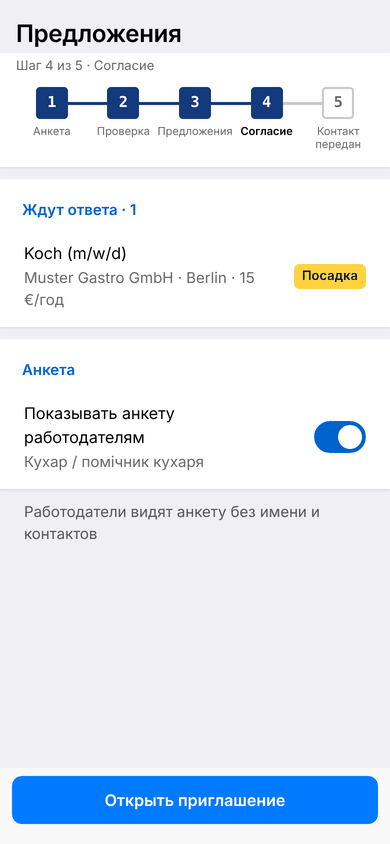 Предложения
Шаг 4 из 5 · Согласие
1 2 3 4 5
Анкета Проверка Предложения Согласие Контакт
передан
Ждут ответа · 1
Koch (m/w/d)
Muster Gastro GmbH · Berlin · 15
€/год
Посадка
Анкета
Показывать анкету
работодателям
Кухар / помічник кухаря
Работодатели видят анкету без имени и
контактов
Открыть приглашение